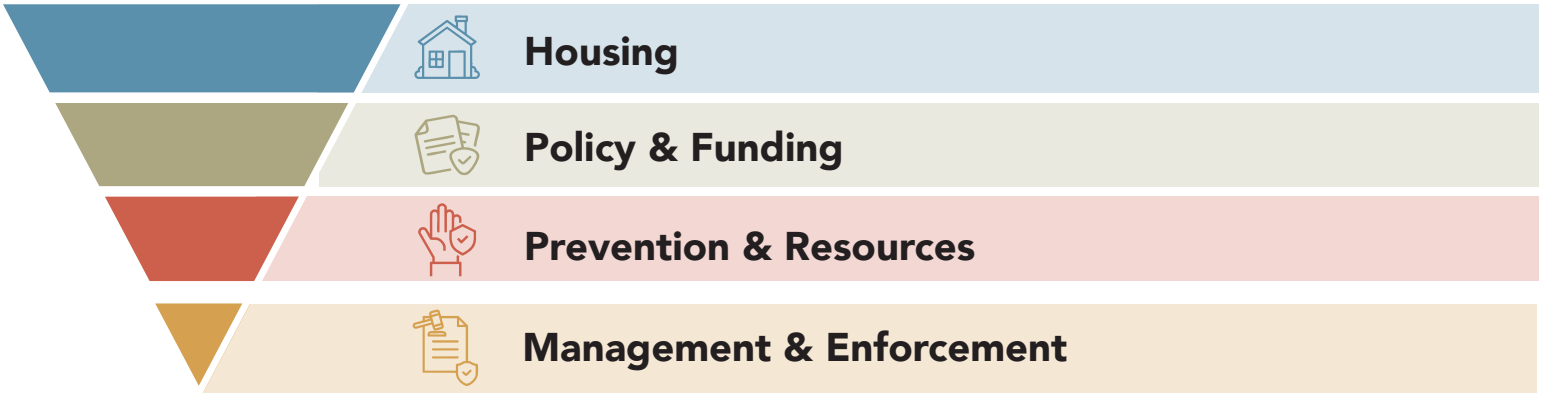 Housing
Policy & Funding
Prevention & Resources
Management & Enforcement